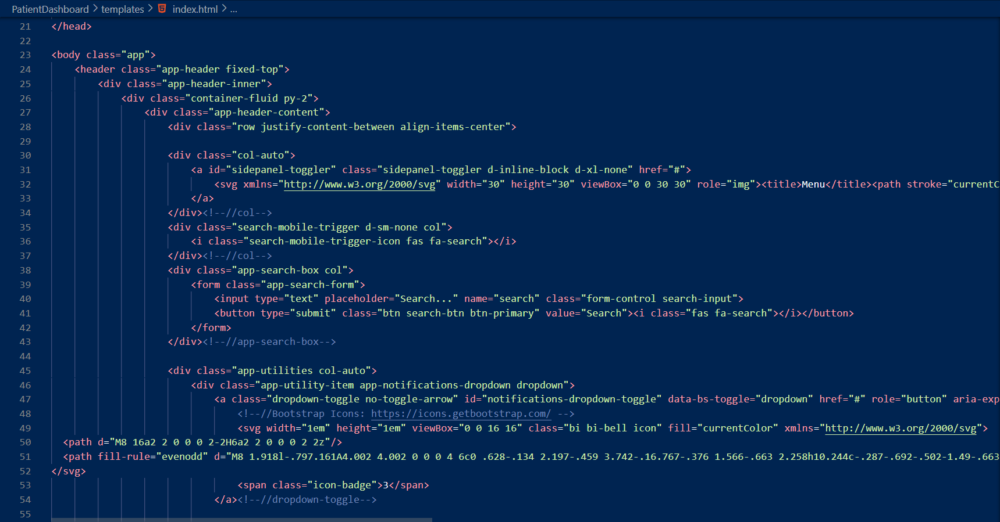 PatientDashboard > templates > index.html > ...
21 </head>
22
23 <body class="app">
24 <header class="app-header fixed-top">
25 <div class="app-header-inner">
26 <div class="container-fluid py-2">
27 <div class="app-header-content">
28 <div class="row justify-content-between align-items-center">
29
30 <div class="col-auto">
31 <a id="sidepanel-toggler" class="sidepanel-toggler d-inline-block d-xl-none" href="#">
32 <svg xmlns="http://www.w3.org/2000/svg" width="30" height="30" viewBox="0 0 30 30" role="img"><title>Menu</title><path stroke="currentC
33 </a>
34 </div><!--//col-->
35 <div class="search-mobile-trigger d-sm-none col">
36 <i class="search-mobile-trigger-icon fas fa-search"></i>
37 </div><!--//col-->
38 <div class="app-search-box col">
39 <form class="app-search-form">
40 <input type="text" placeholder="Search..." name="search" class="form-control search-input">
41 <button type="submit" class="btn search-btn btn-primary" value="Search"><i class="fas fa-search"></i></button>
42 </form>
43 </div><!--//app-search-box-->
44
45 <div class="app-utilities col-auto">
46 <div class="app-utility-item app-notifications-dropdown dropdown">
47 <a class="dropdown-toggle no-toggle-arrow" id="notifications-dropdown-toggle" data-bs-toggle="dropdown" href="#" role="button" aria-exp
48 <!--//Bootstrap Icons: https://icons.getbootstrap.com/ -->
49 <svg width="1em" height="1em" viewBox="0 0 16 16" class="bi bi-bell icon" fill="currentColor" xmlns="http://www.w3.org/2000/svg">
50 <path d="M8 16a2 2 0 0 0 2-2H6a2 2 0 0 0 2 2z"/>
51 <path fill-rule="evenodd" d="M8 1.918l-.797.161A4.002 4.002 0 0 0 4 6c0 .628-.134 2.197-.459 3.742-.16.767-.376 1.566-.663 2.258h10.244c-.287-.692-.502-1.49-.663
52 </svg>
53 <span class="icon-badge">3</span>
54 </a><!--//dropdown-toggle-->
55